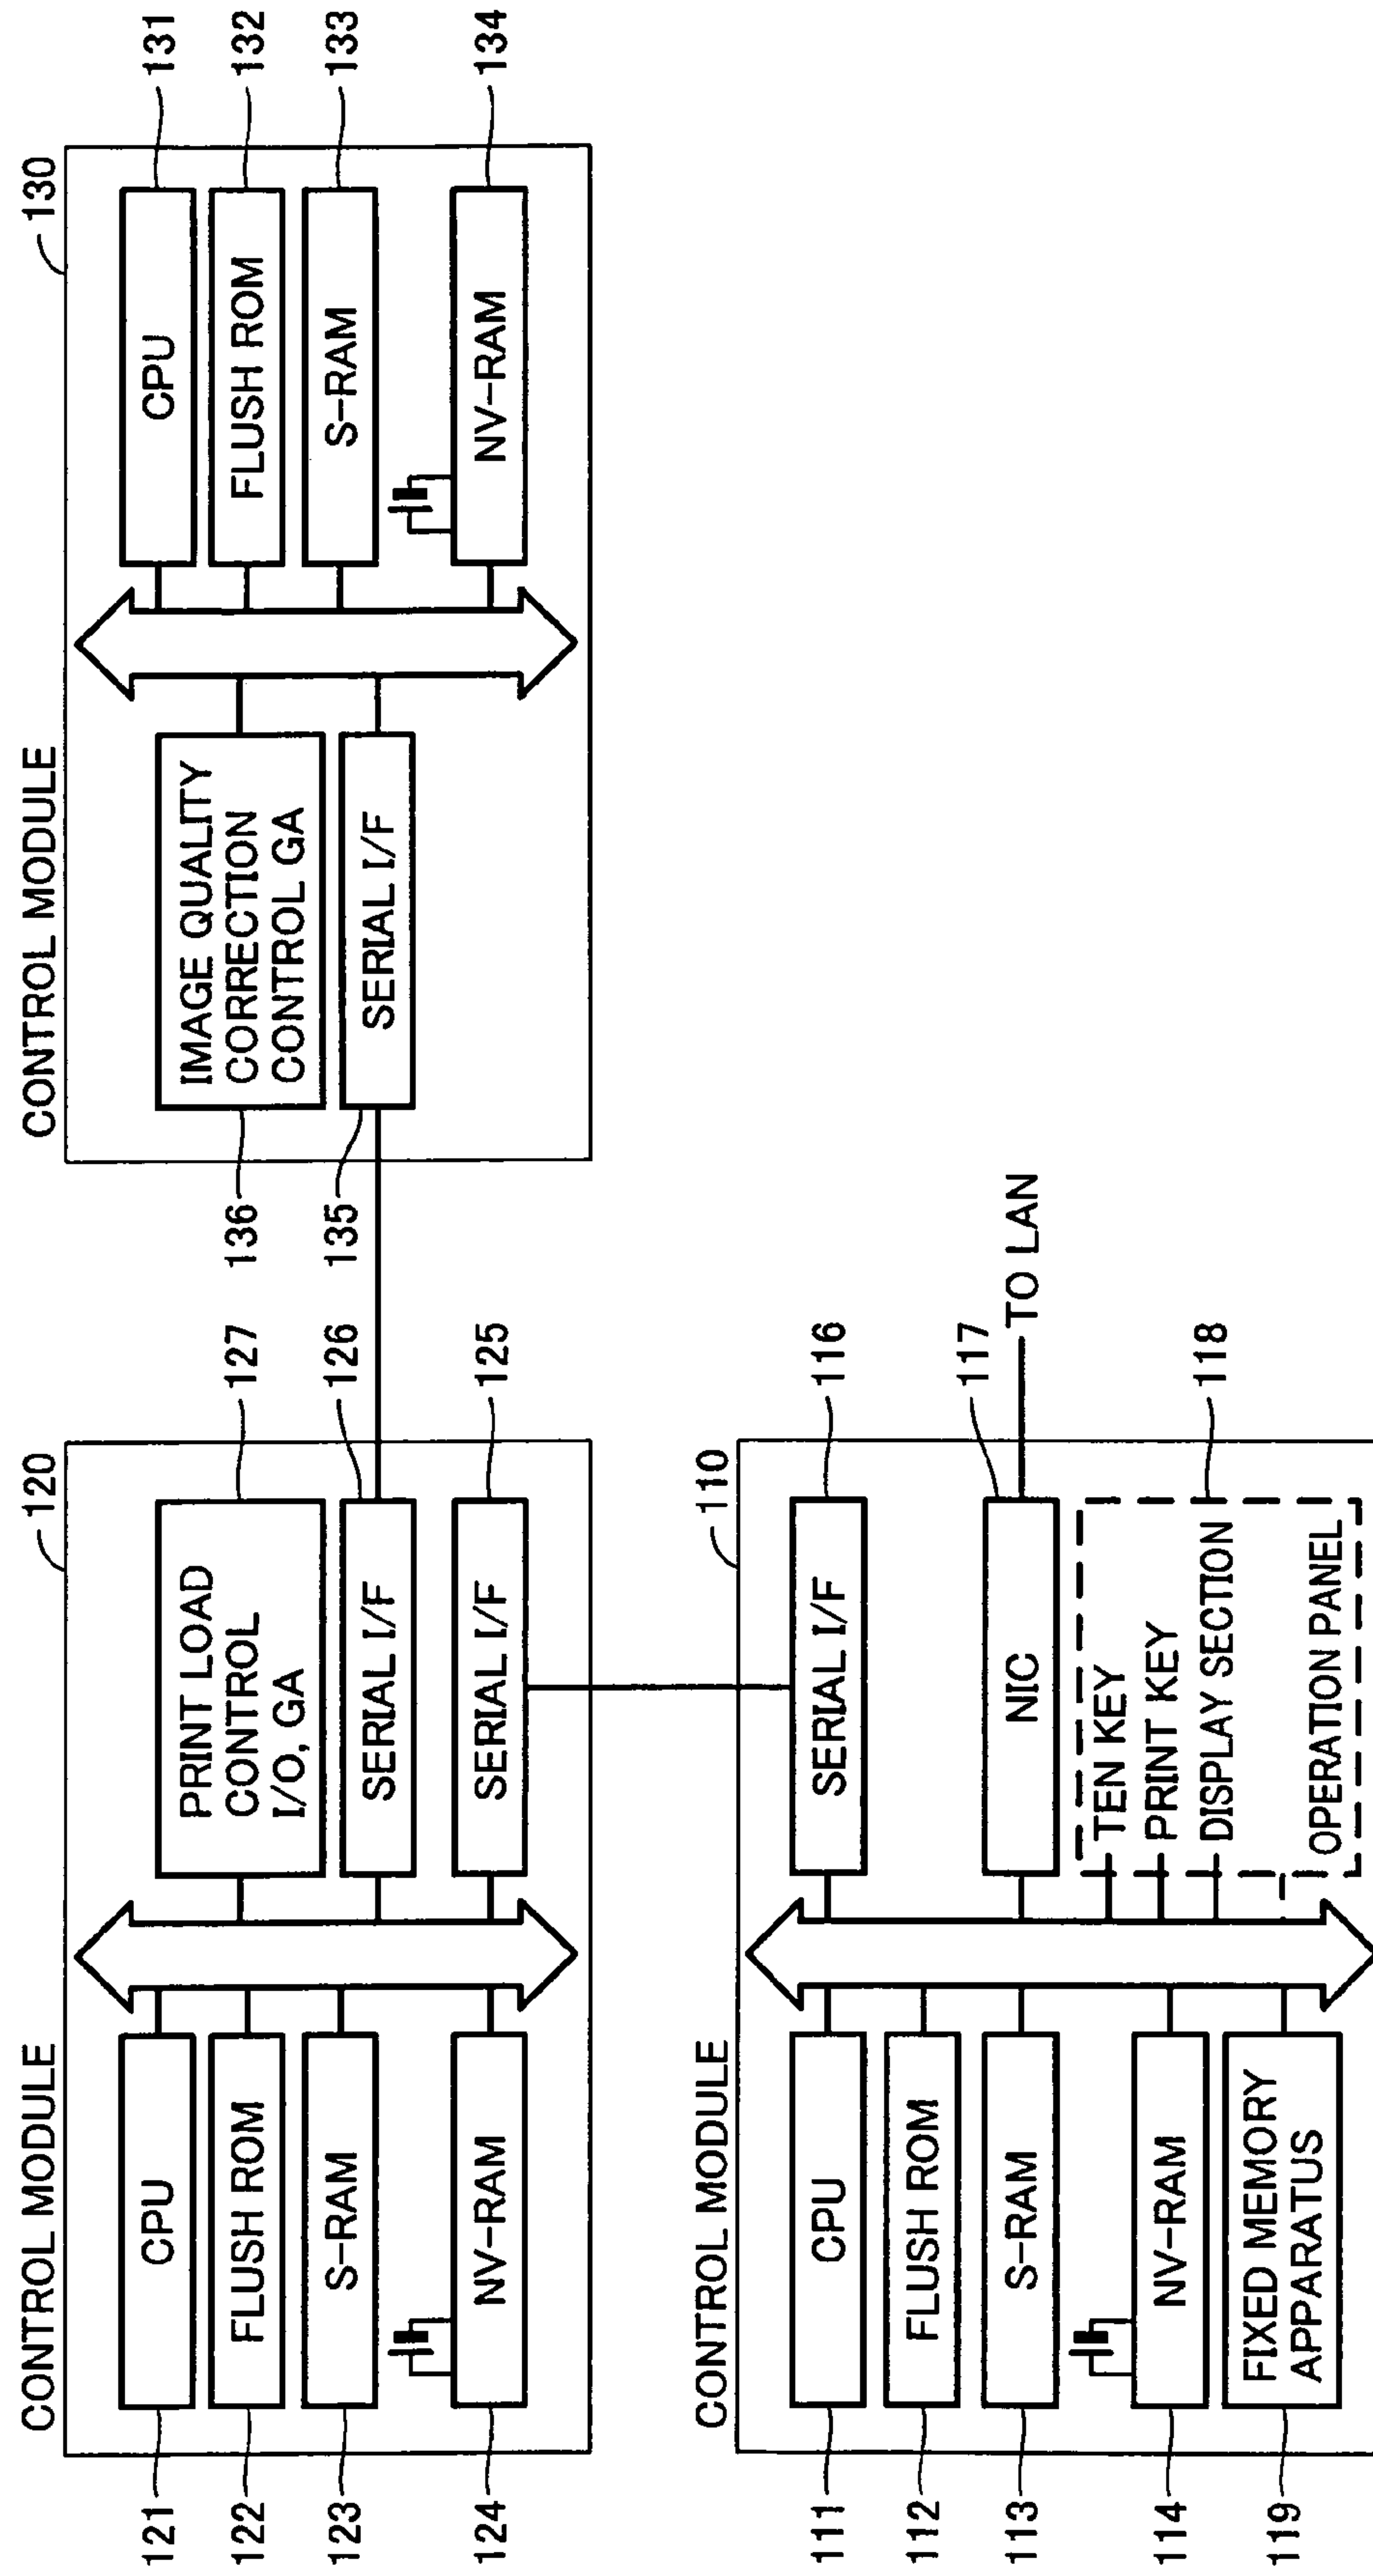 CONTROL MODULE
120
121
CPU
122
FLUSH ROM
123
S-RAM
124
NV-RAM
PRINT LOAD
CONTROL
I/O, GA
127
SERIAL I/F
126
SERIAL I/F
125
CONTROL MODULE
130
136
IMAGE QUALITY
CORRECTION
CONTROL GA
135
SERIAL I/F
CPU
131
FLUSH ROM
132
S-RAM
133
NV-RAM
134
CONTROL MODULE
110
111
CPU
112
FLUSH ROM
113
S-RAM
114
NV-RAM
119
FIXED MEMORY
APPARATUS
SERIAL I/F
116
NIC
117
TO LAN
TEN KEY
PRINT KEY
DISPLAY SECTION
118
OPERATION PANEL